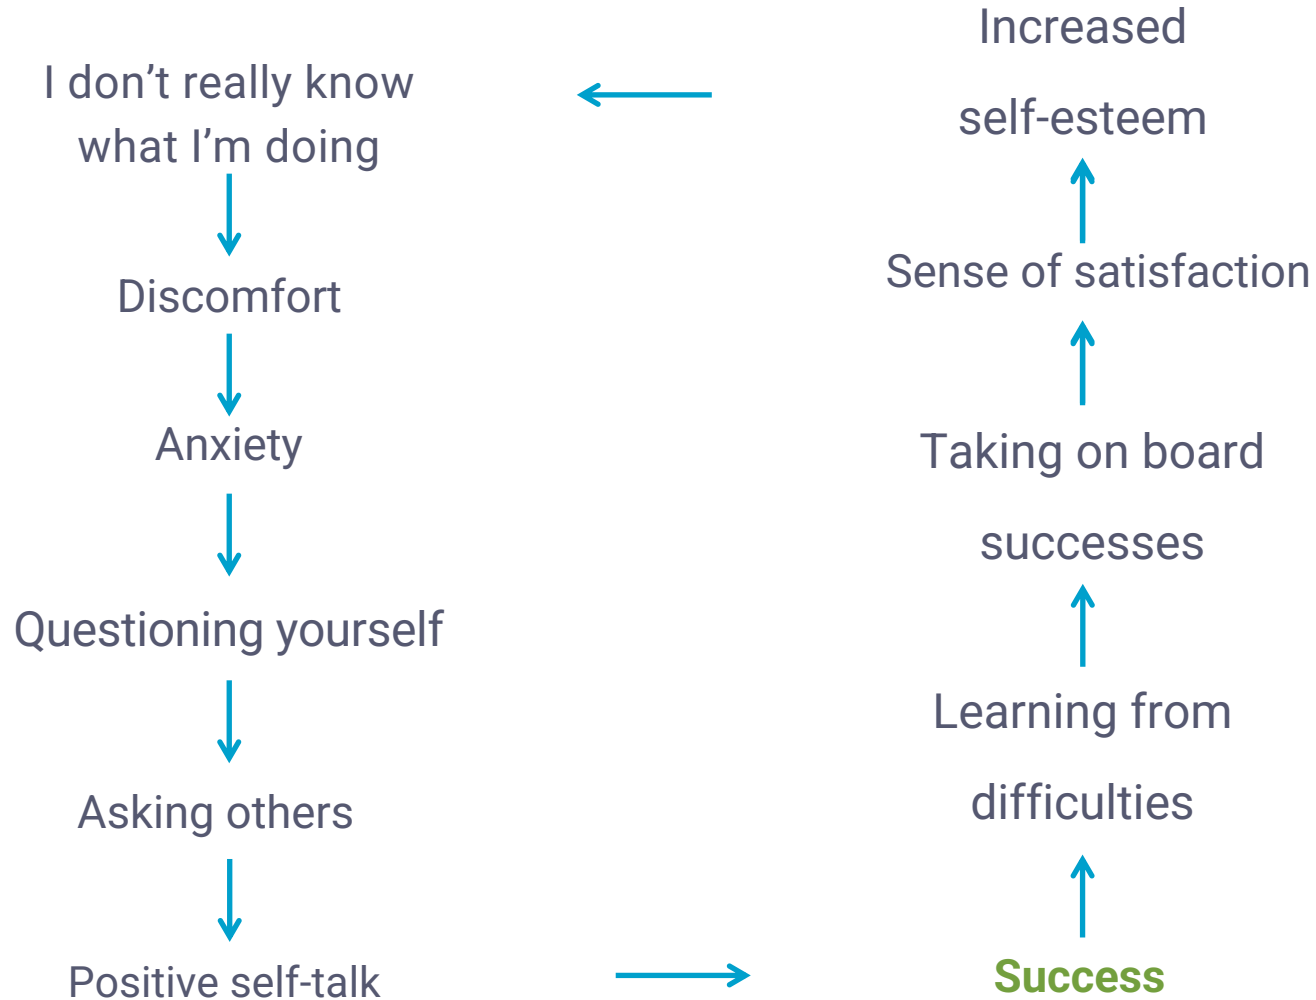 I don’t really know
what I’m doing
Discomfort
Anxiety
Questioning yourself
Asking others
Positive self-talk
Success
Learning from
difficulties
Taking on board
successes
Sense of satisfaction
Increased
self-esteem